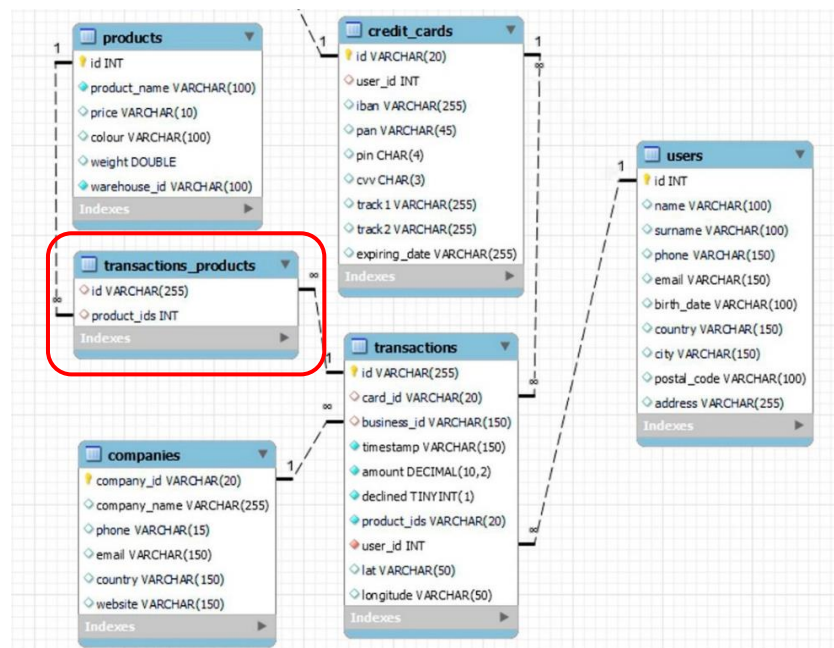 products
id INT
product_name VARCHAR(100)
price VARCHAR(10)
colour VARCHAR(100)
weight DOUBLE
warehouse_id VARCHAR(100)
Indexes
1
∞
transactions_products
id VARCHAR(255)
product_ids INT
Indexes
∞
1
companies
company_id VARCHAR(20)
company_name VARCHAR(255)
phone VARCHAR(15)
email VARCHAR(150)
country VARCHAR(150)
website VARCHAR(150)
Indexes
1
∞
credit_cards
id VARCHAR(20)
user_id INT
iban VARCHAR(255)
pan VARCHAR(45)
pin CHAR(4)
cvv CHAR(3)
track1 VARCHAR(255)
track2 VARCHAR(255)
expiring_date VARCHAR(255)
Indexes
1
1
∞
transactions
id VARCHAR(255)
card_id VARCHAR(20)
business_id VARCHAR(150)
timestamp VARCHAR(150)
amount DECIMAL(10,2)
declined TINYINT(1)
product_ids VARCHAR(20)
user_id INT
lat VARCHAR(50)
longitude VARCHAR(50)
Indexes
∞
∞
users
id INT
name VARCHAR(100)
surname VARCHAR(100)
phone VARCHAR(150)
email VARCHAR(150)
birth_date VARCHAR(100)
country VARCHAR(150)
city VARCHAR(150)
postal_code VARCHAR(100)
address VARCHAR(255)
Indexes
1